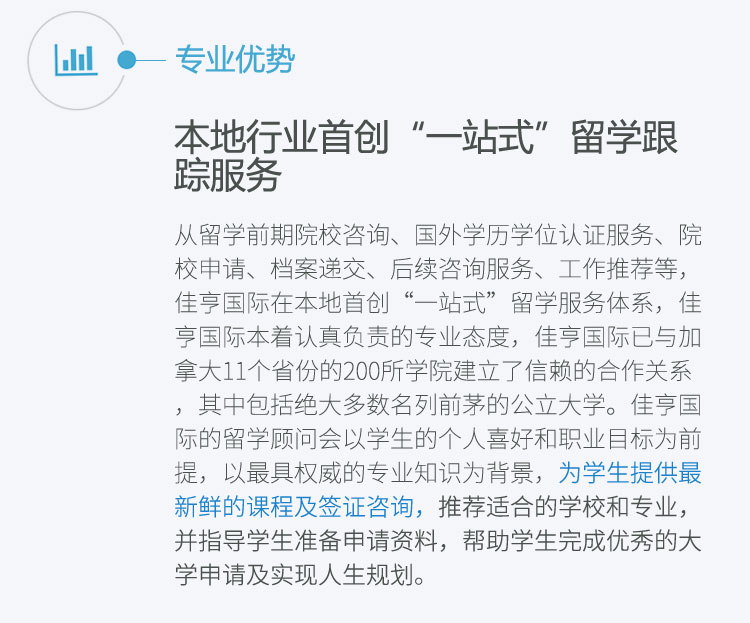 专业优势
本地行业首创“一站式”留学跟
踪服务
从留学前期院校咨询、国外学历学位认证服务、院
校申请、档案递交、后续咨询服务、工作推荐等，
佳亨国际在本地首创“一站式”留学服务体系，佳
亨国际本着认真负责的专业态度，佳亨国际已与加
拿大11个省份的200所学院建立了信赖的合作关系
，其中包括绝大多数名列前茅的公立大学。佳亨国
际的留学顾问会以学生的个人喜好和职业目标为前
提，以最具权威的专业知识为背景，为学生提供最
新鲜的课程及签证咨询，推荐适合的学校和专业，
并指导学生准备申请资料，帮助学生完成优秀的大
学申请及实现人生规划。